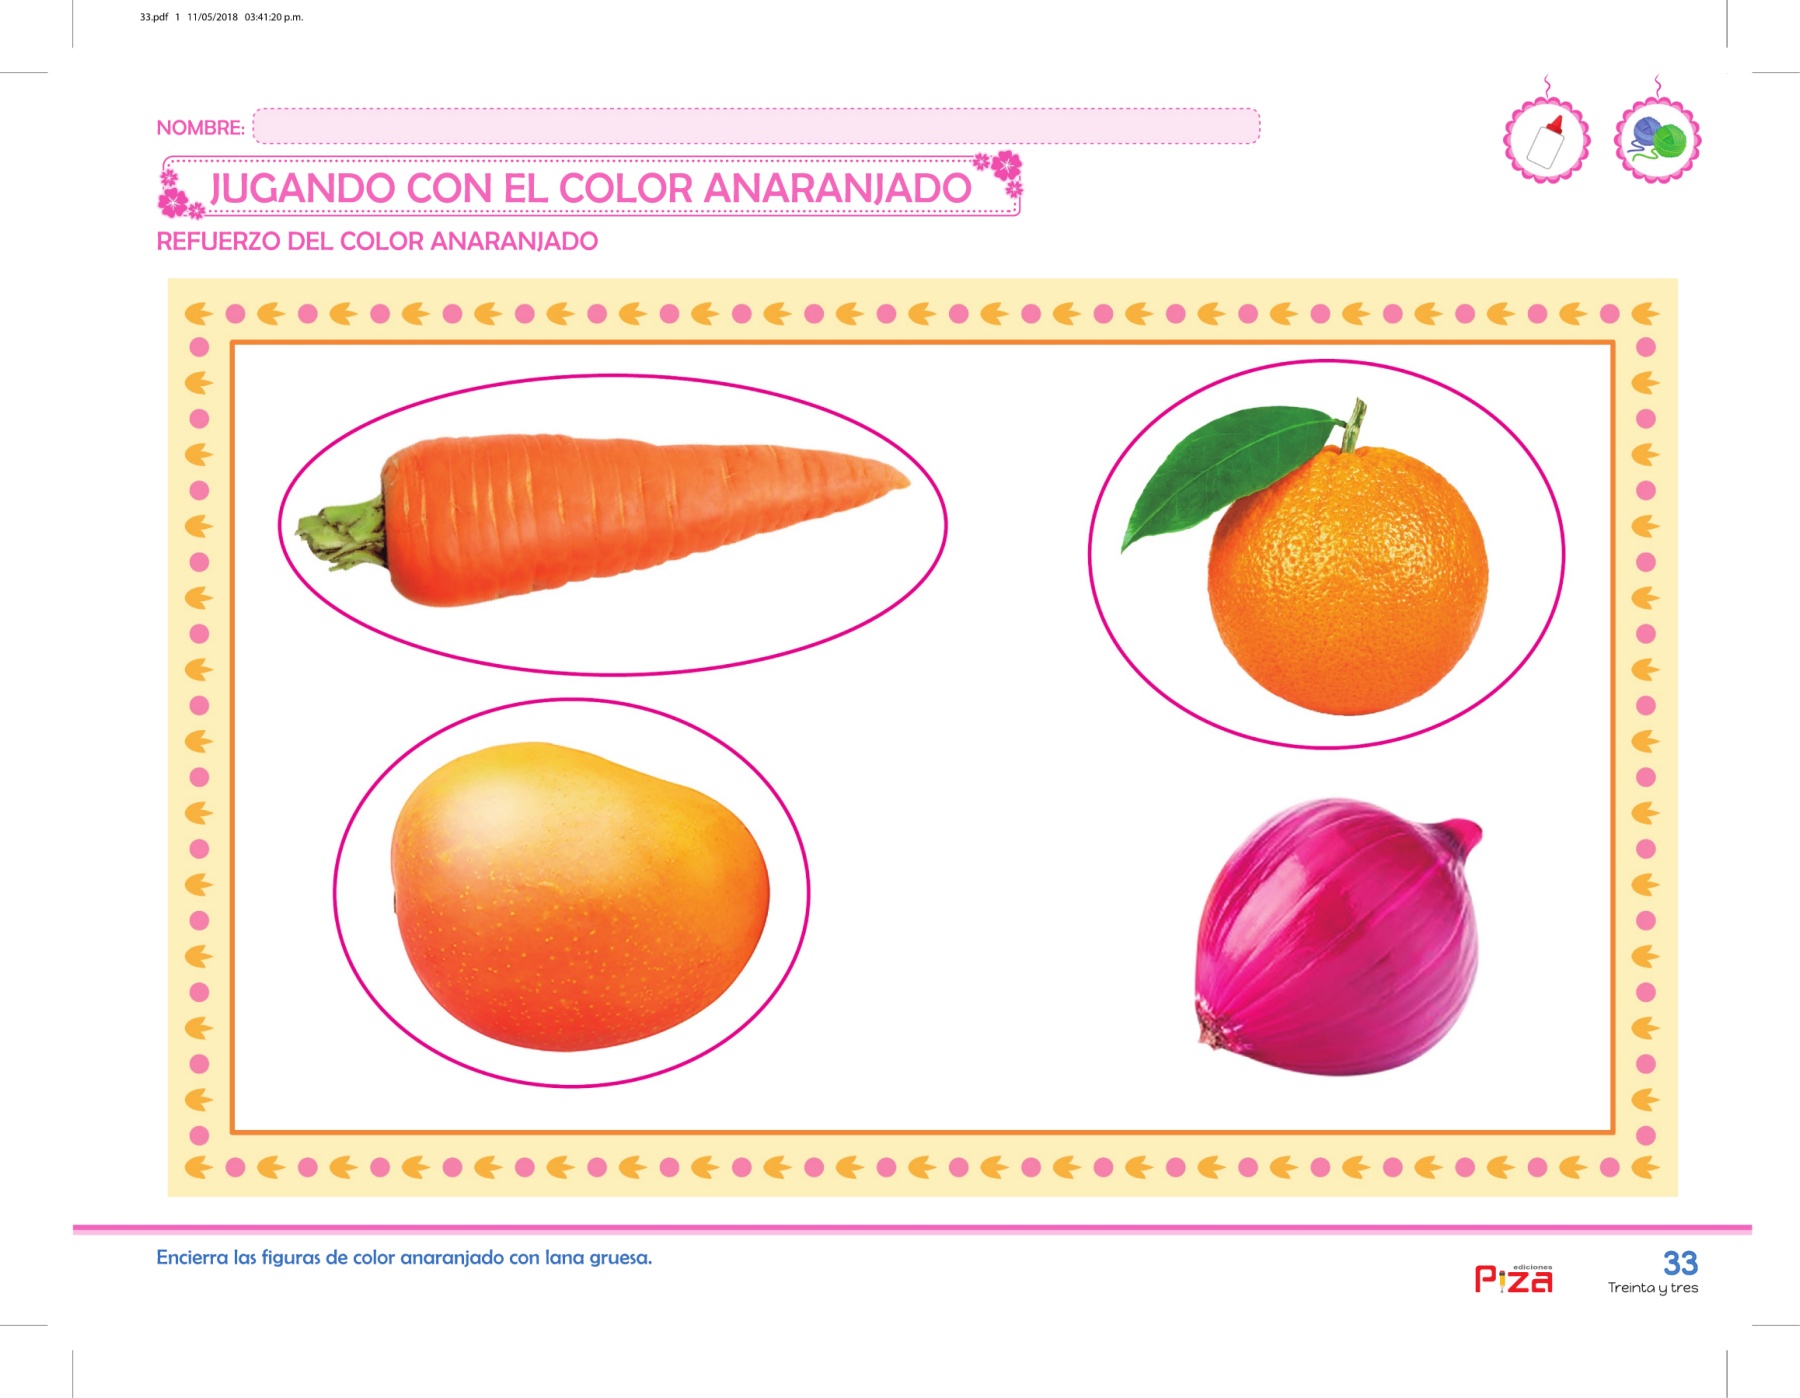 33.pdf 1 11/05/2018 03:41:20 p.m.
NOMBRE:
JUGANDO CON EL COLOR ANARANJADO
REFUERZO DEL COLOR ANARANJADO
Encierra las figuras de color anaranjado con lana gruesa.
ediciones
Piza
33
Treinta y tres